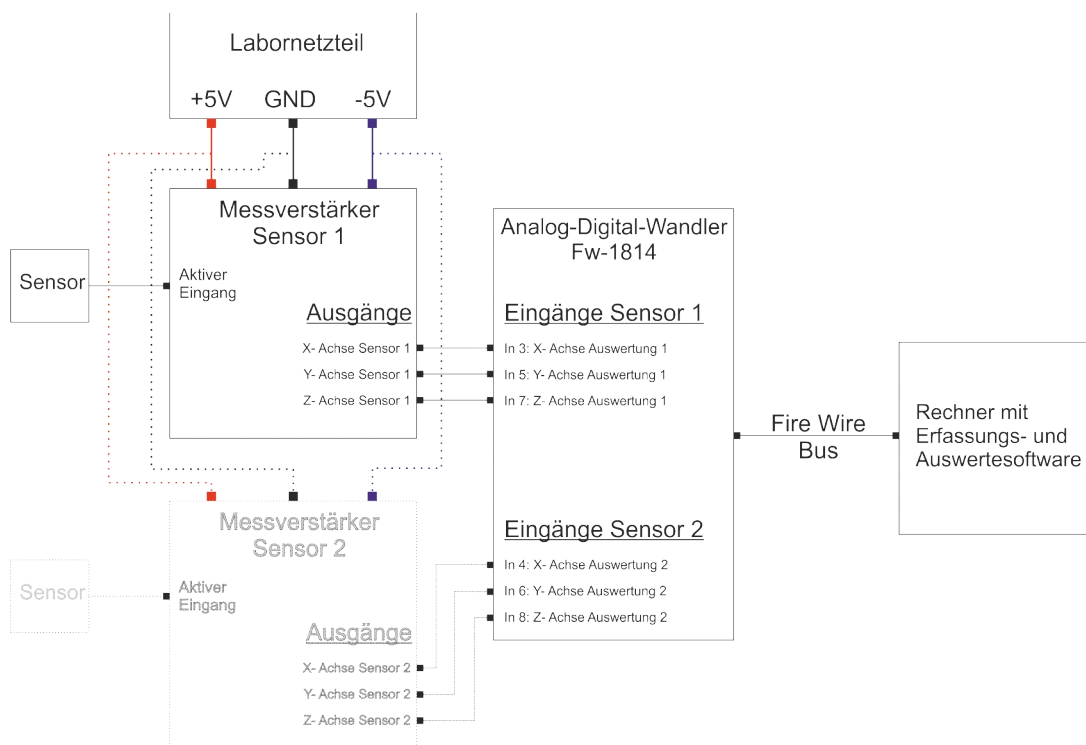 Labornetzteil
+5V GND -5V
Messverstärker
Sensor 1
Sensor
Aktiver
Eingang
Ausgänge
X- Achse Sensor 1
Y- Achse Sensor 1
Z- Achse Sensor 1
Analog-Digital-Wandler
Fw-1814
Eingänge Sensor 1
In 3: X- Achse Auswertung 1
In 5: Y- Achse Auswertung 1
In 7: Z- Achse Auswertung 1
Fire Wire
Bus
Rechner mit
Erfassungs- und
Auswertesoftware
Eingänge Sensor 2
In 4: X- Achse Auswertung 2
In 6: Y- Achse Auswertung 2
In 8: Z- Achse Auswertung 2
Messverstärker
Sensor 2
Sensor
Aktiver
Eingang
Ausgänge
X- Achse Sensor 2
Y- Achse Sensor 2
Z- Achse Sensor 2